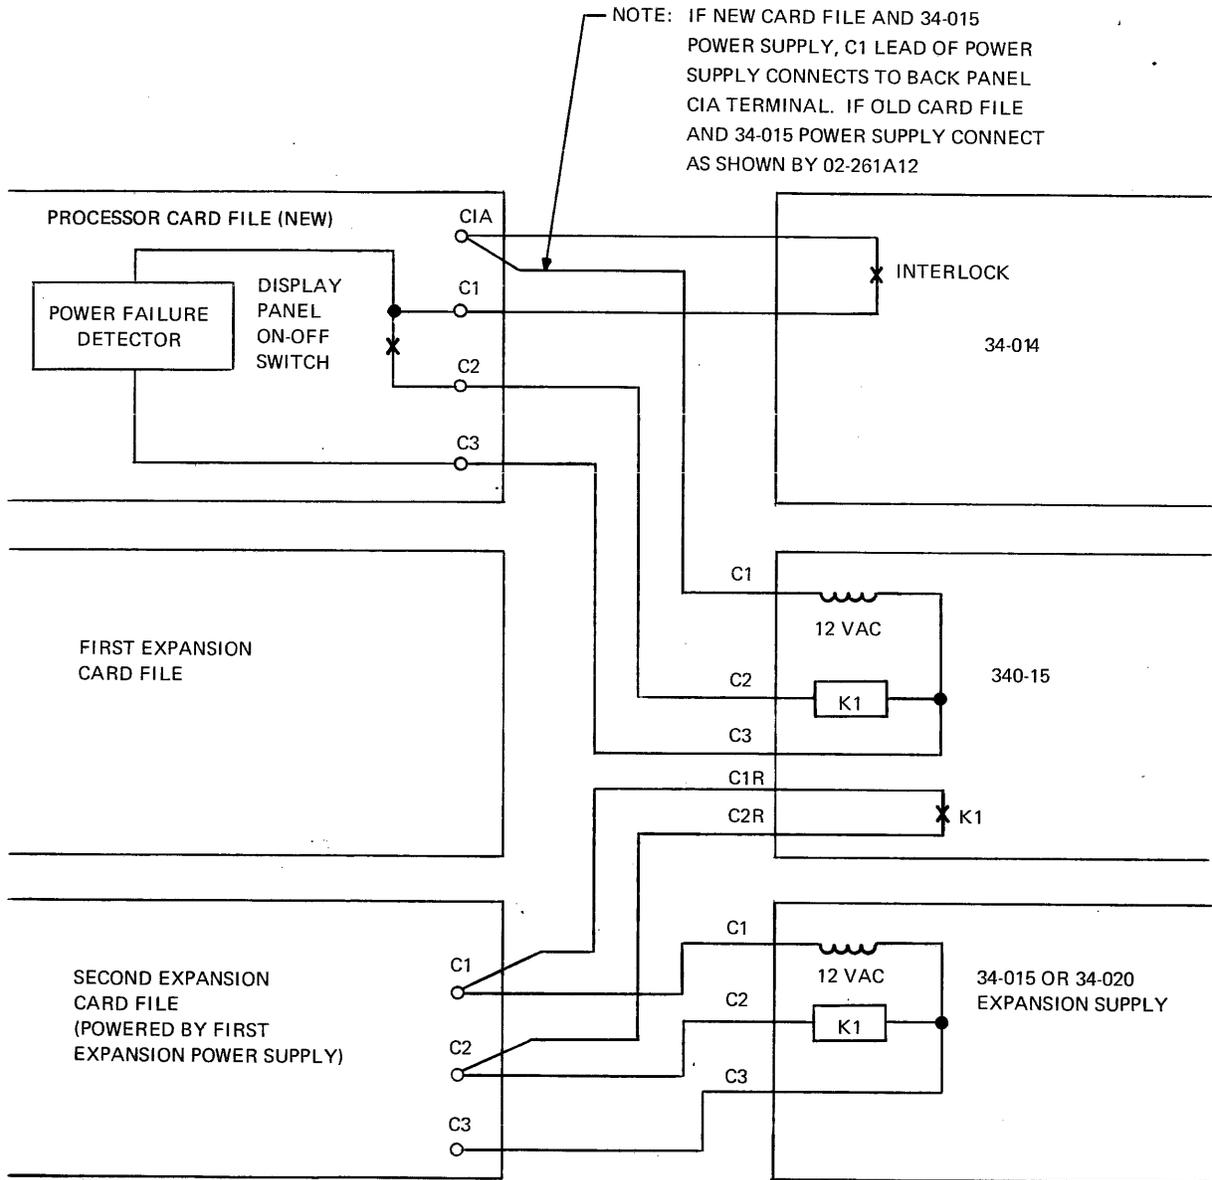 NOTE: IF NEW CARD FILE AND 34-015
POWER SUPPLY, C1 LEAD OF POWER
SUPPLY CONNECTS TO BACK PANEL
CIA TERMINAL. IF OLD CARD FILE
AND 34-015 POWER SUPPLY CONNECT
AS SHOWN BY 02-261A12
PROCESSOR CARD FILE (NEW)
CIA
POWER FAILURE
DETECTOR
DISPLAY
PANEL
ON-OFF
SWITCH
C1
C2
C3
INTERLOCK
34-014
FIRST EXPANSION
CARD FILE
C1
12 VAC
C2
K1
C3
340-15
C1R
C2R
K1
SECOND EXPANSION
CARD FILE
(POWERED BY FIRST
EXPANSION POWER SUPPLY)
C1
C2
C3
C1
12 VAC
C2
K1
C3
34-015 OR 34-020
EXPANSION SUPPLY